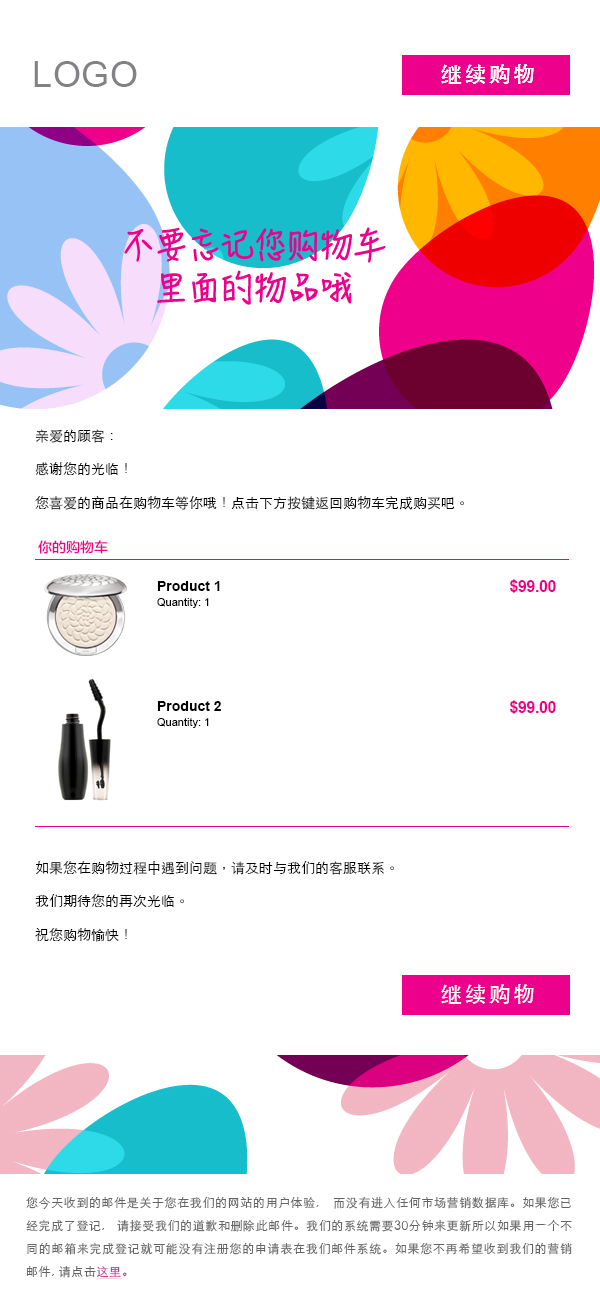 LOGO
继续购物
不要忘记您购物车
里面的物品哦
亲爱的顾客：
感谢您的光临！
您喜爱的商品在购物车等你哦！点击下方按键返回购物车完成购买吧。
你的购物车
Product 1
$99.00
Quantity: 1
Product 2
$99.00
Quantity: 1
如果您在购物过程中遇到问题，请及时与我们的客服联系。
我们期待您的再次光临。
祝您购物愉快！
继续购物
您今天收到的邮件是关于您在我们的网站的用户体验， 而没有进入任何市场营销数据库。如果您已
经完成了登记， 请接受我们的道歉和删除此邮件。我们的系统需要30分钟来更新所以如果用一个不
同的邮箱来完成登记就可能没有注册您的申请表在我们邮件系统。如果您不再希望收到我们的营销
邮件, 请点击这里。